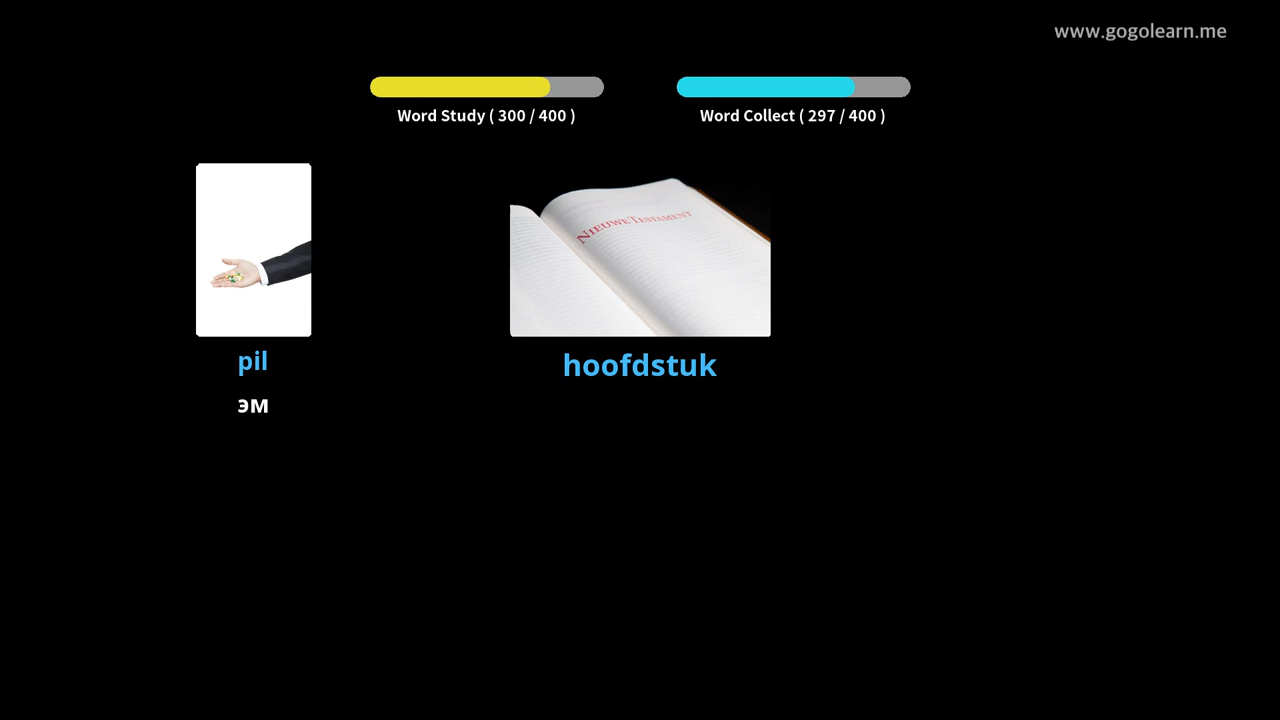 www.gogolearn.me
Word Study ( 300 / 400 )
Word Collect ( 297 / 400 )
NIEUWE TESTAMENT
pil
hoofdstuk
эм